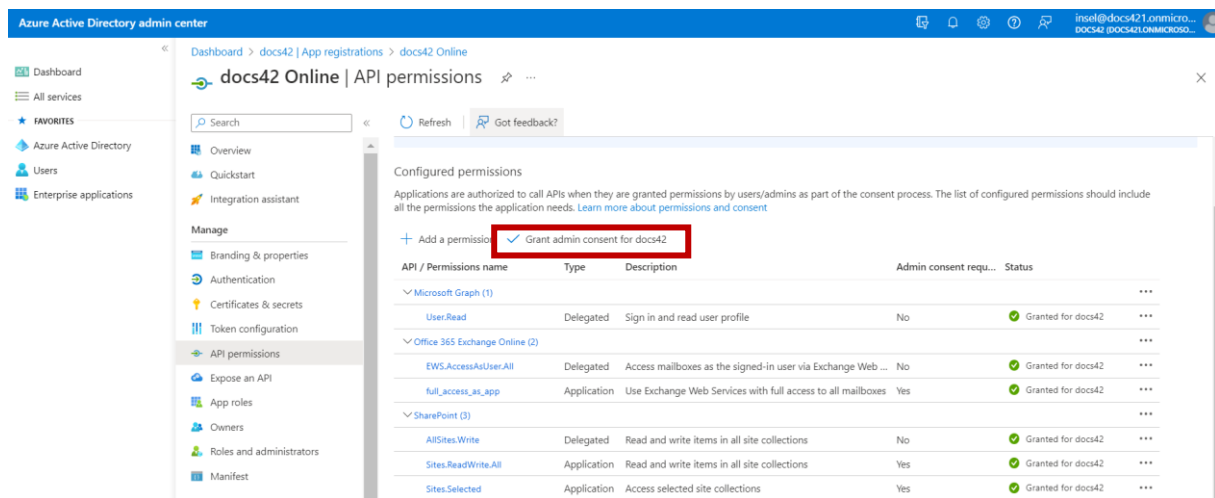 Azure Active Directory admin center
insel@docs421.onmicro...
DOCS42 (DOCS421.ONMICROSO...
Dashboard
All services
FAVORITES
Azure Active Directory
Users
Enterprise applications
Dashboard > docs42 | App registrations > docs42 Online
docs42 Online | API permissions
Search
Overview
Quickstart
Integration assistant
Manage
Branding & properties
Authentication
Certificates & secrets
Token configuration
API permissions
Expose an API
App roles
Owners
Roles and administrators
Manifest
Refresh
Got feedback?
Configured permissions
Applications are authorized to call APIs when they are granted permissions by users/admins as part of the consent process. The list of configured permissions should include
all the permissions the application needs. Learn more about permissions and consent
Add a permission Grant admin consent for docs42
API / Permissions name Type Description Admin consent requ... Status
Microsoft Graph (1)
User.Read Delegated Sign in and read user profile No Granted for docs42
Office 365 Exchange Online (2)
EWS.AccessAsUser.All Delegated Access mailboxes as the signed-in user via Exchange Web ... No Granted for docs42
full_access_as_app Application Use Exchange Web Services with full access to all mailboxes Yes Granted for docs42
SharePoint (3)
AllSites.Write Delegated Read and write items in all site collections No Granted for docs42
Sites.ReadWrite.All Application Read and write items in all site collections Yes Granted for docs42
Sites.Selected Application Access selected site collections Yes Granted for docs42